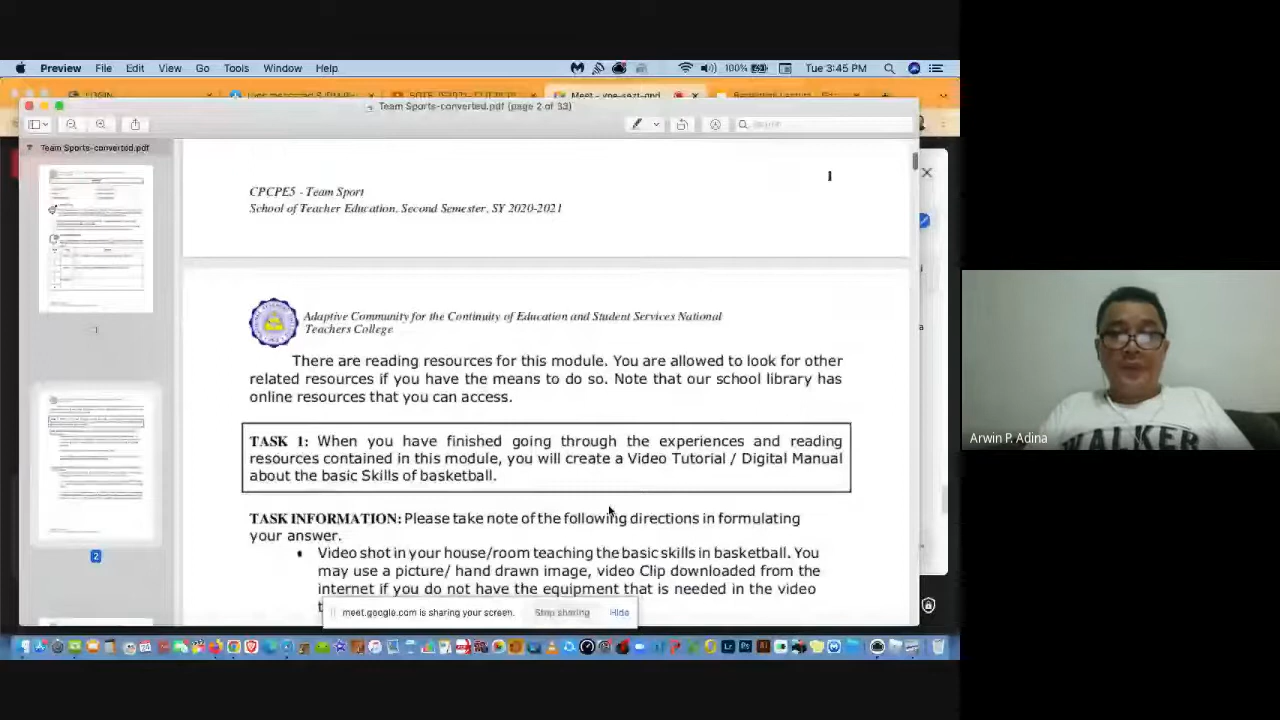 Preview File Edit View Go Tools Window Help 100% Tue 3:45 PM
LOGIN
Team Sports-converted.pdf (page 2 of 53)
Search
Team Sports-converted.pdf
1
CPCPE5 - Team Sport
School of Teacher Education, Second Semester, SY 2020-2021
Adaptive Community for the Continuity of Education and Student Services National
Teachers College
There are reading resources for this module. You are allowed to look for other
related resources if you have the means to do so. Note that our school library has
online resources that you can access.
TASK 1: When you have finished going through the experiences and reading
resources contained in this module, you will create a Video Tutorial / Digital Manual
about the basic Skills of basketball.
TASK INFORMATION: Please take note of the following directions in formulating
your answer.
• Video shot in your house/room teaching the basic skills in basketball. You
may use a picture/ hand drawn image, video Clip downloaded from the
internet if you do not have the equipment that is needed in the video
1
2
meet.google.com is sharing your screen. Stop sharing Hide
Arwin P. Adina
WALKER